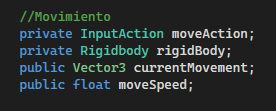 //Movimiento
private InputAction moveAction;
private Rigidbody rigidBody;
public Vector3 currentMovement;
public float moveSpeed;